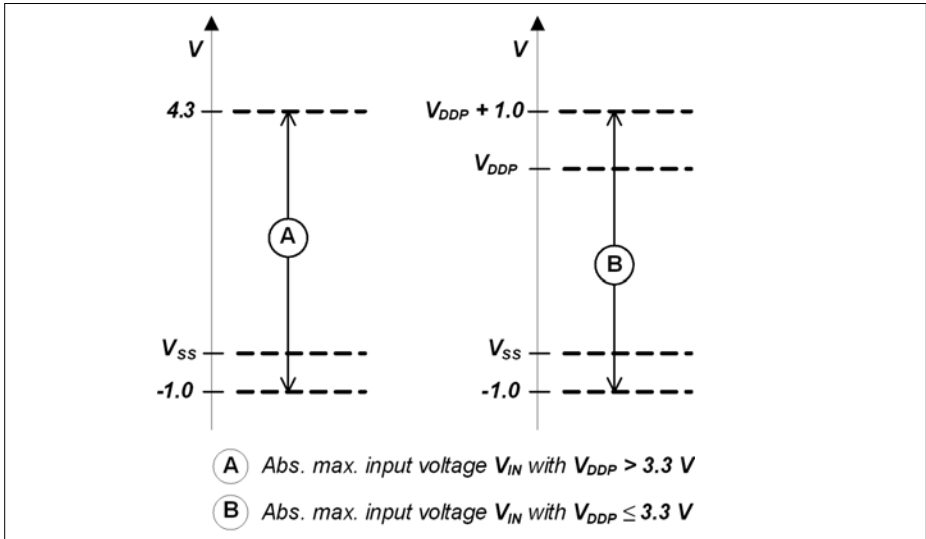 V
4.3
A
V_SS
-1.0
V
V_DDP + 1.0
V_DDP
B
V_SS
-1.0
A Abs. max. input voltage V_IN with V_DDP > 3.3 V
B Abs. max. input voltage V_IN with V_DDP ≤ 3.3 V